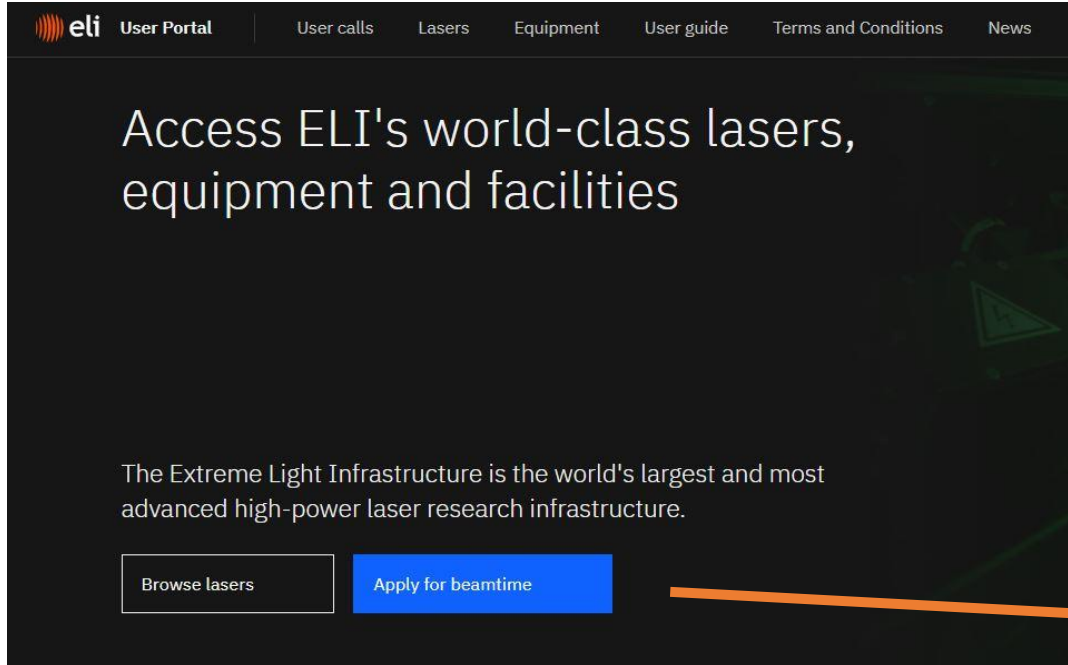 eli User Portal User calls Lasers Equipment User guide Terms and Conditions News
Access ELI's world-class lasers,
equipment and facilities
The Extreme Light Infrastructure is the world's largest and most
advanced high-power laser research infrastructure.
Browse lasers Apply for beamtime